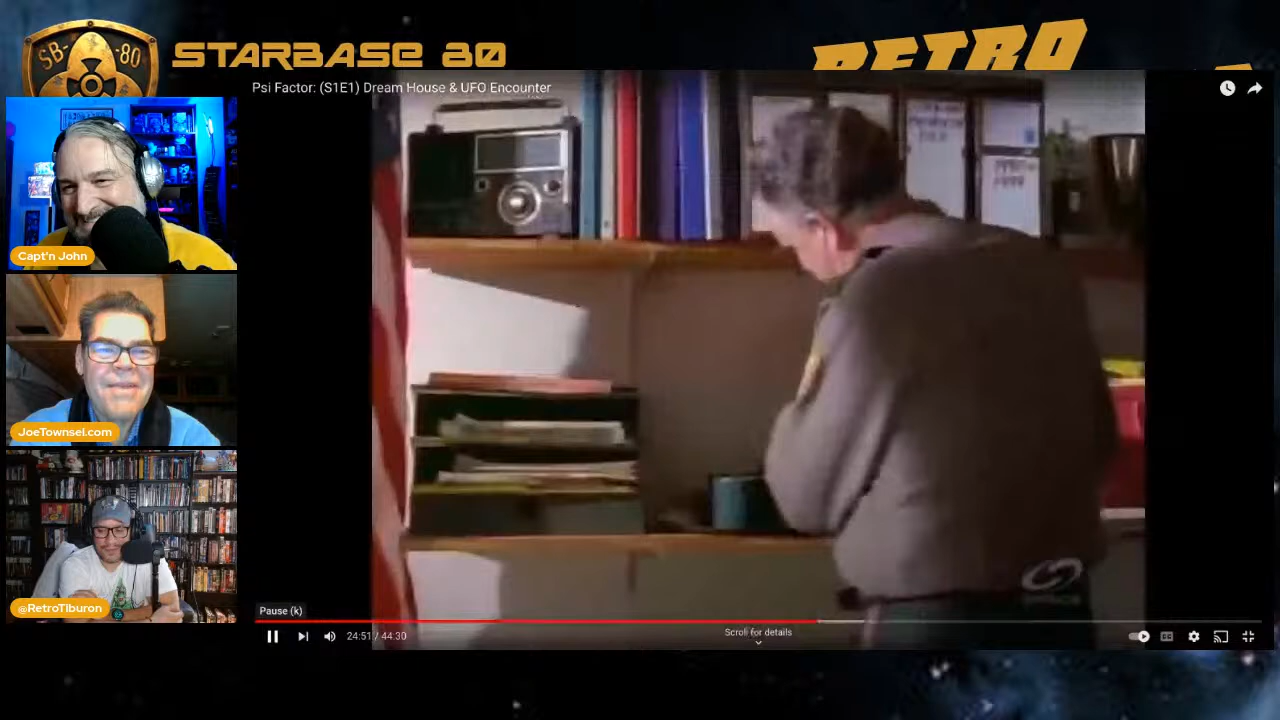 SB- -80
STARBASE 80
RETRO
Psi Factor: (S1E1) Dream House & UFO Encounter
Capt'n John
JoeTownsel.com
@RetroTiburon
Pause (k)
24:51 / 44:30
Scroll for details